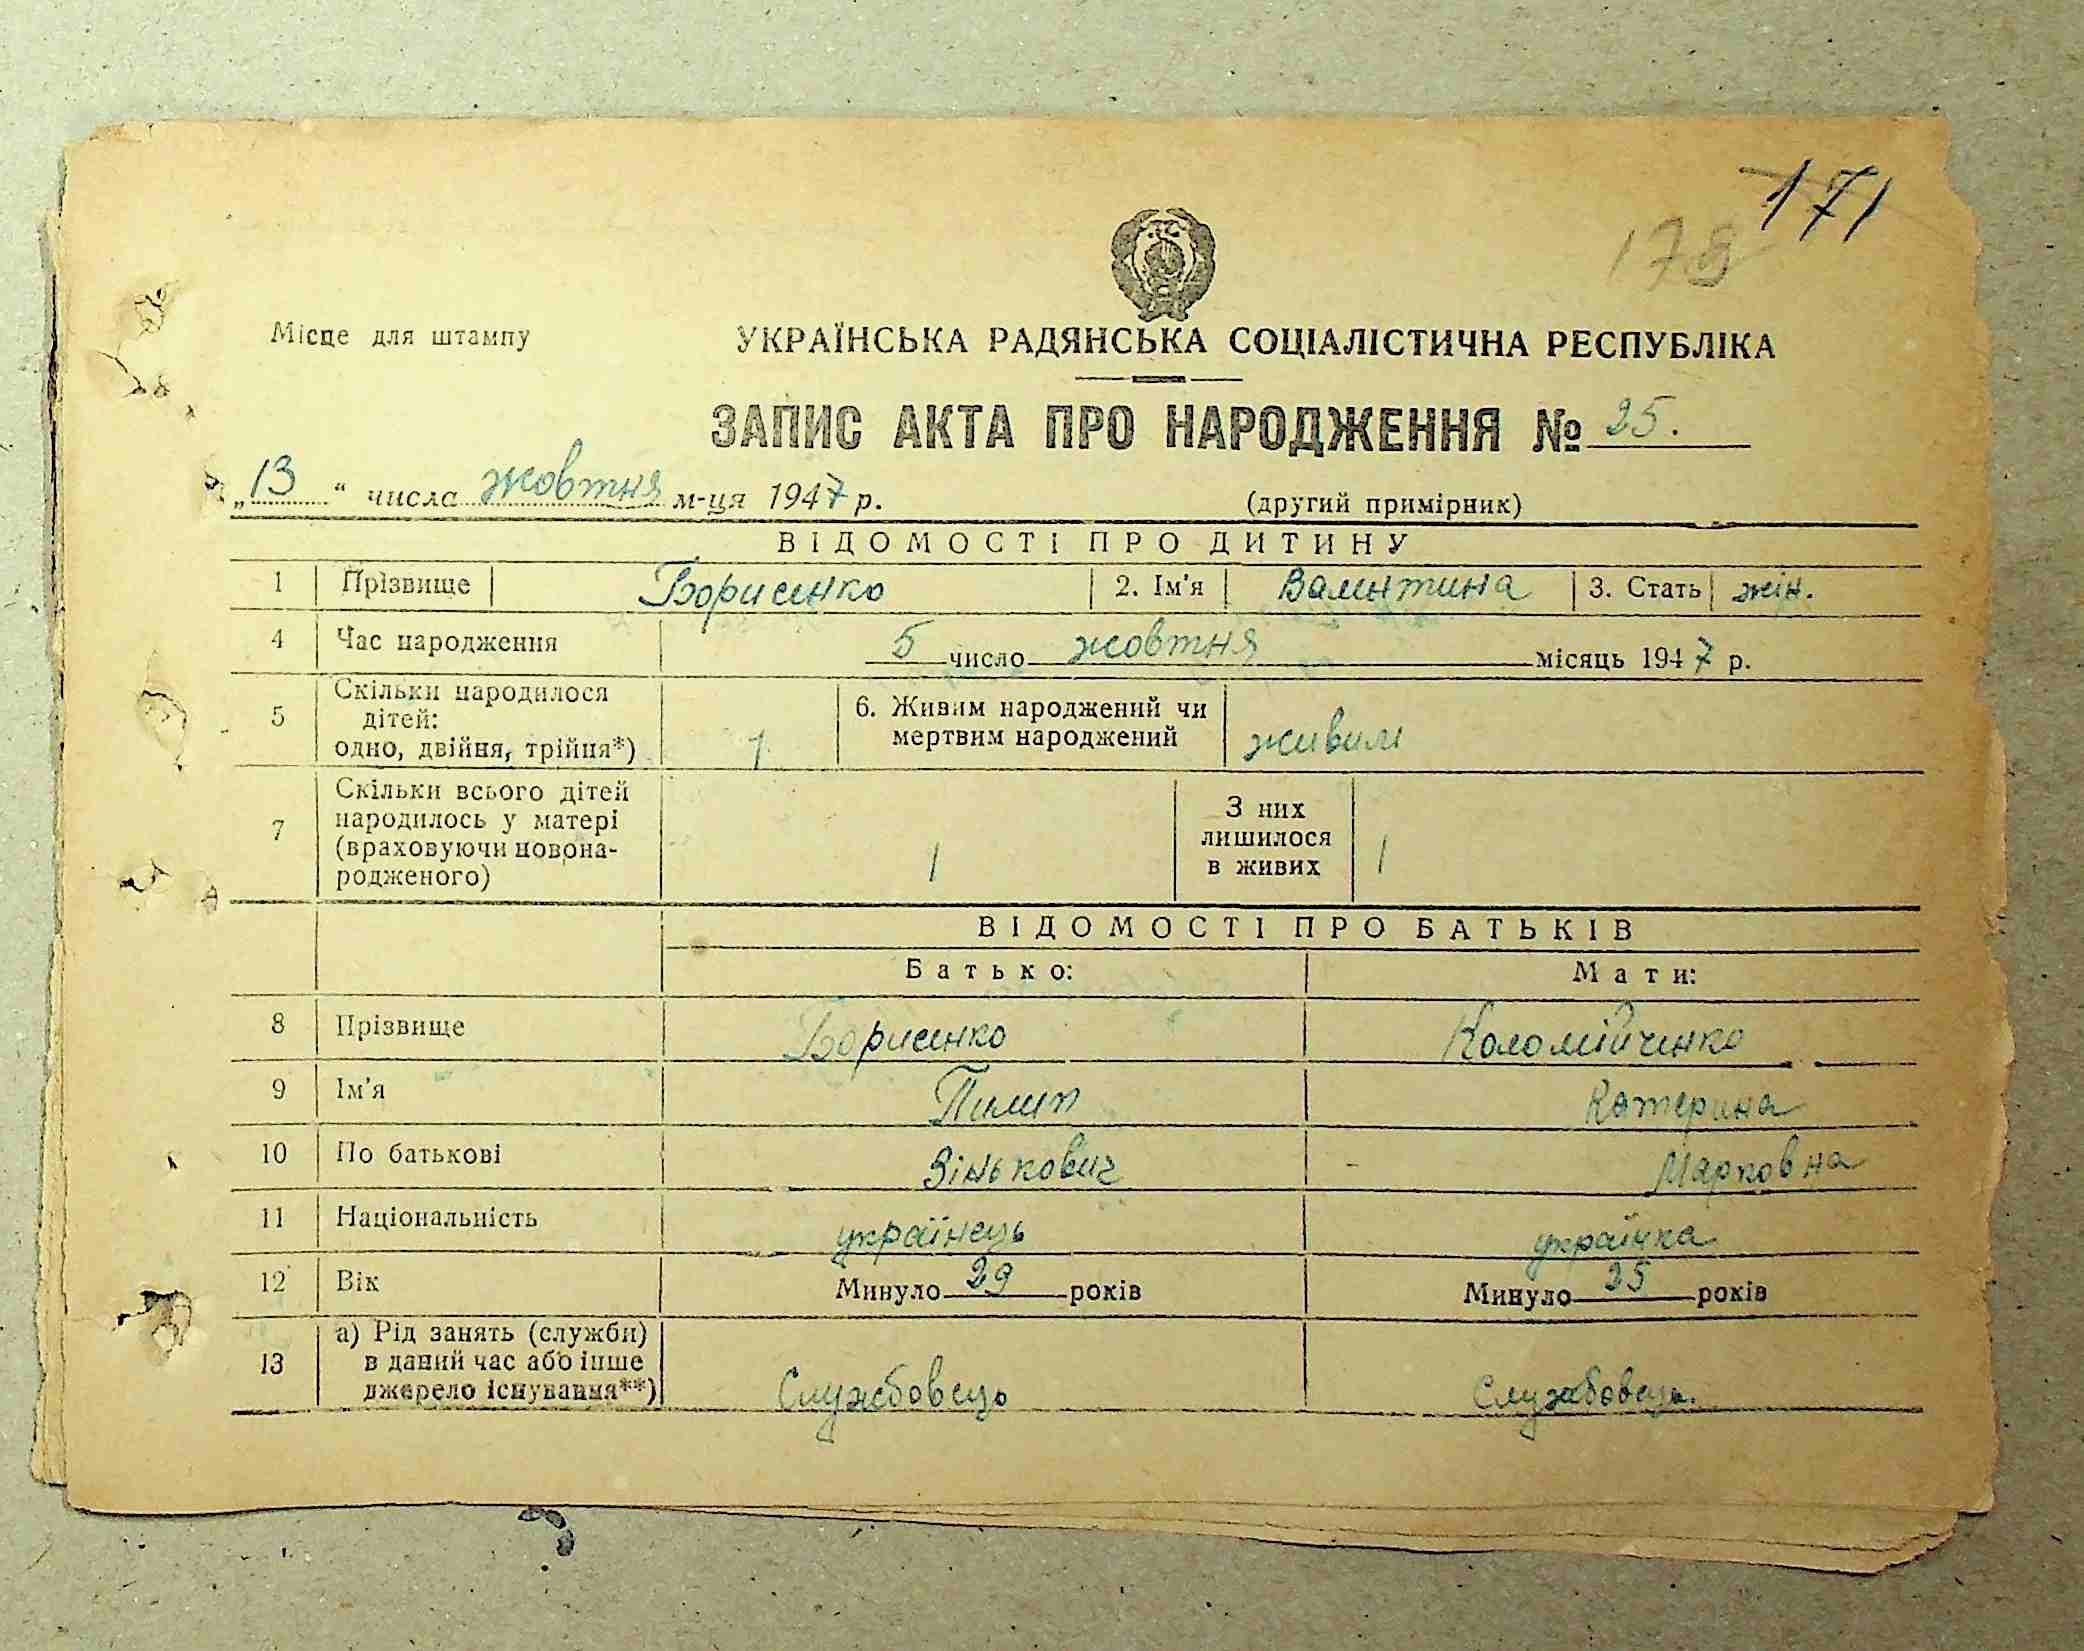 171
178
Місце для штампу
УКРАЇНСЬКА РАДЯНСЬКА СОЦІАЛІСТИЧНА РЕСПУБЛІКА
ЗАПИС АКТА ПРО НАРОДЖЕННЯ № 25.
„13“ числа жовтня м-ця 1947 р. (другий примірник)
ВІДОМОСТІ ПРО ДИТИНУ
1 Прізвище Борисенко 2. Ім'я Валентина 3. Стать жін.
4 Час народження 5 число жовтня місяць 1947 р.
5 Скільки народилося дітей: одно, двійня, трійня*) 1 6. Живим народжений чи мертвим народжений живим
7 Скільки всього дітей народилось у матері (враховуючи новонародженого) 1 З них лишилося в живих 1
ВІДОМОСТІ ПРО БАТЬКІВ
Батько: Мати:
8 Прізвище Борисенко Коломійченко
9 Ім'я Пилип Катерина
10 По батькові Зінькович Марковна
11 Національність українець українка
12 Вік Минуло 29 років Минуло 25 років
13 а) Рід занять (служби) в даний час або інше джерело існування**) Службовець Службовець.